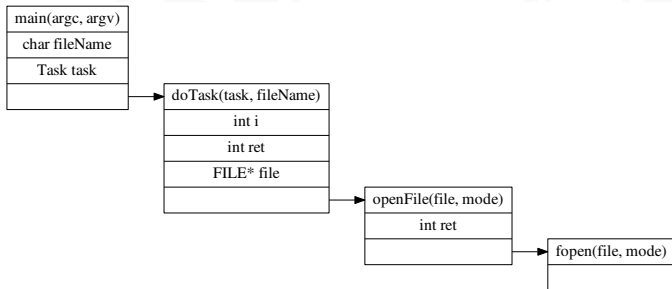 main(argc, argv)
char fileName
Task task
doTask(task, fileName)
int i
int ret
FILE* file
openFile(file, mode)
int ret
fopen(file, mode)